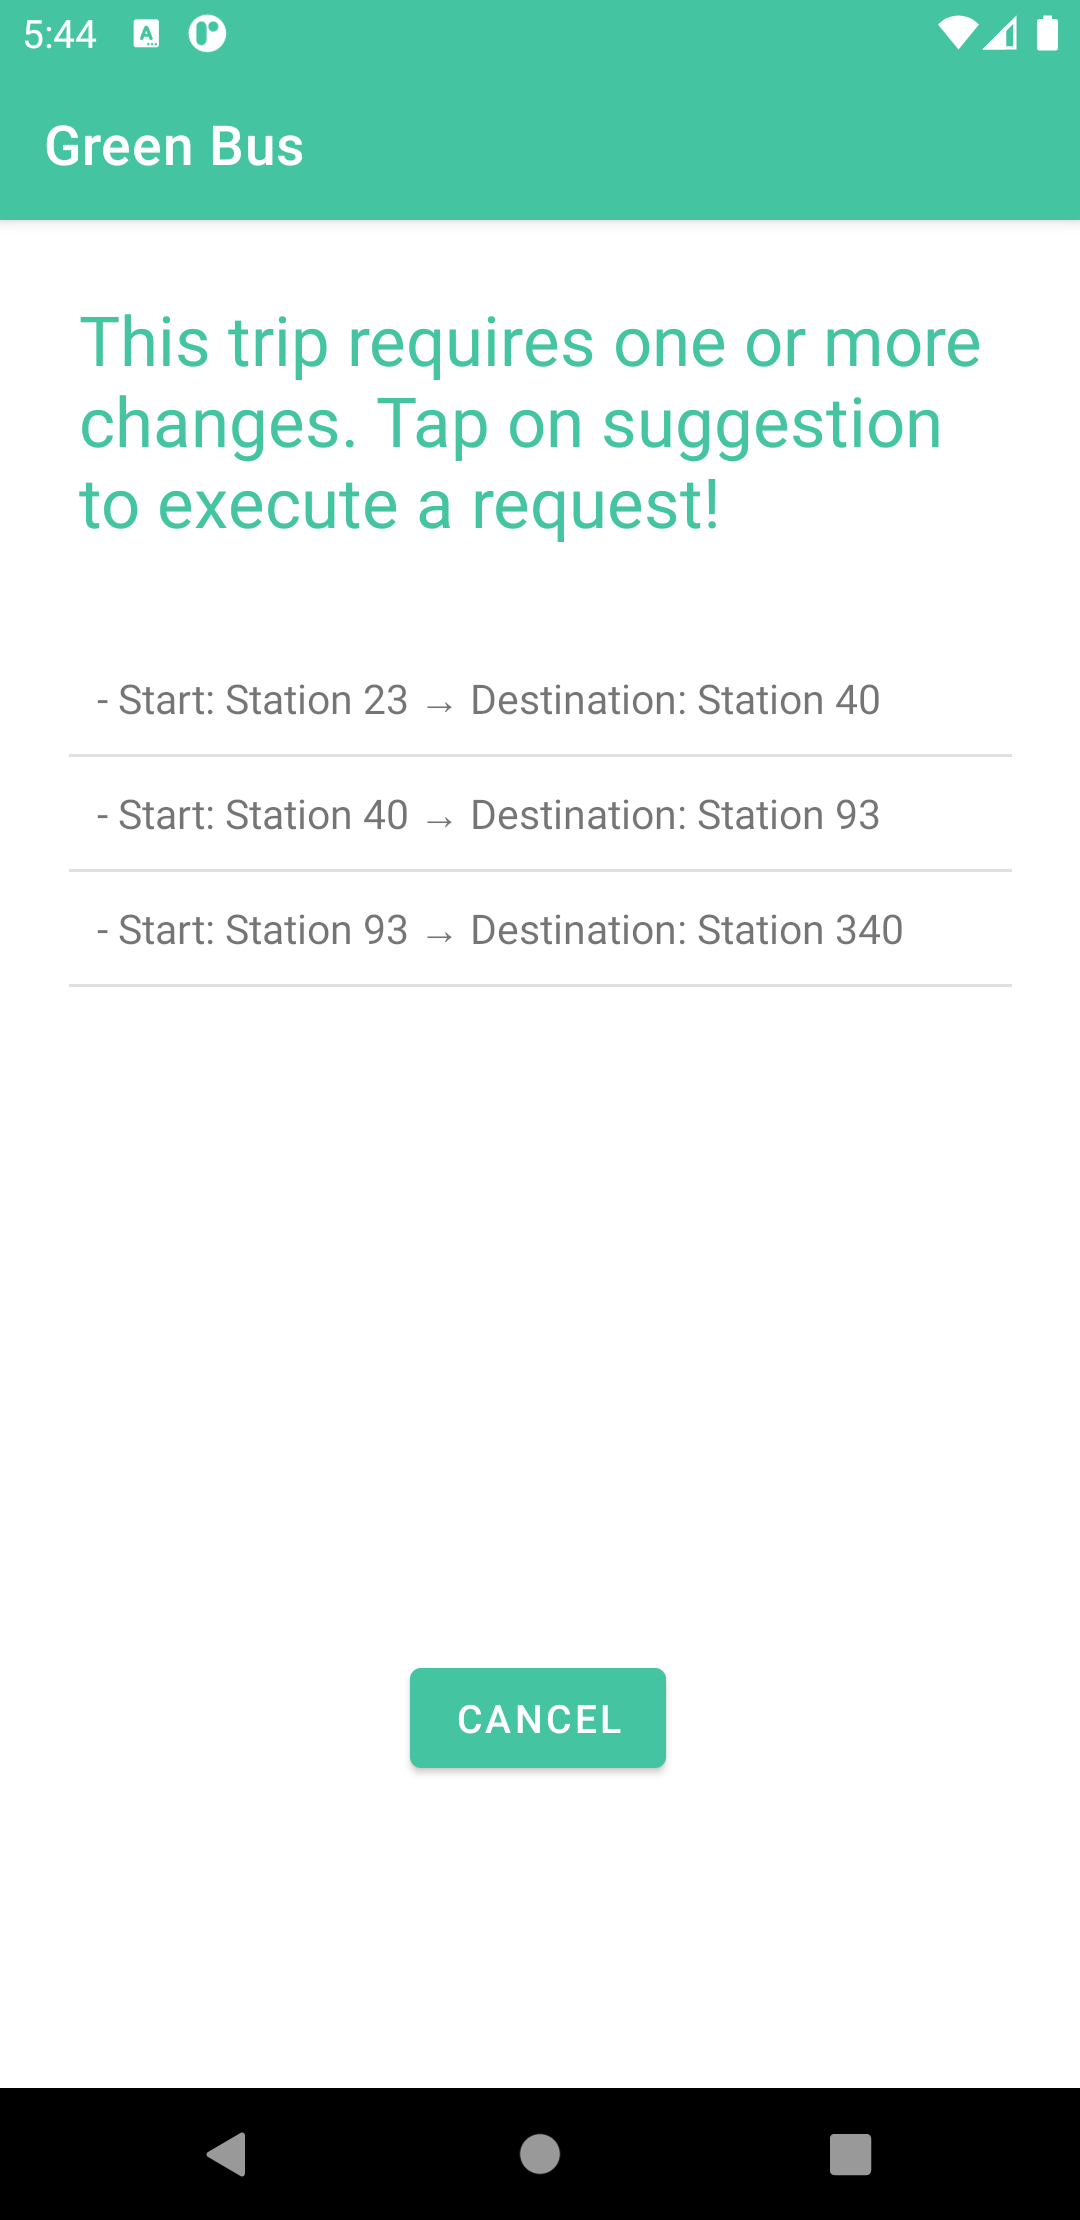 5:44
Green Bus
This trip requires one or more
changes. Tap on suggestion
to execute a request!
- Start: Station 23 → Destination: Station 40
- Start: Station 40 → Destination: Station 93
- Start: Station 93 → Destination: Station 340
CANCEL